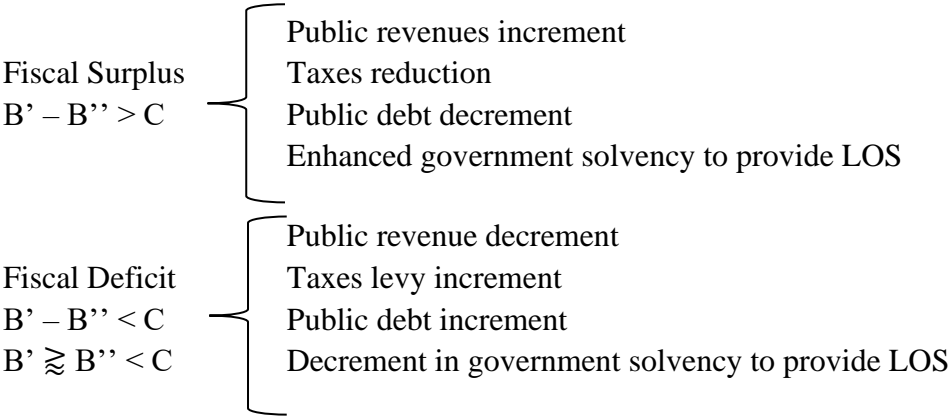 Public revenues increment
Fiscal Surplus
Taxes reduction
B’ – B’’ > C
Public debt decrement
Enhanced government solvency to provide LOS
Public revenue decrement
Fiscal Deficit
Taxes levy increment
B’ – B’’ < C
Public debt increment
B’ ⪆ B’’ < C
Decrement in government solvency to provide LOS